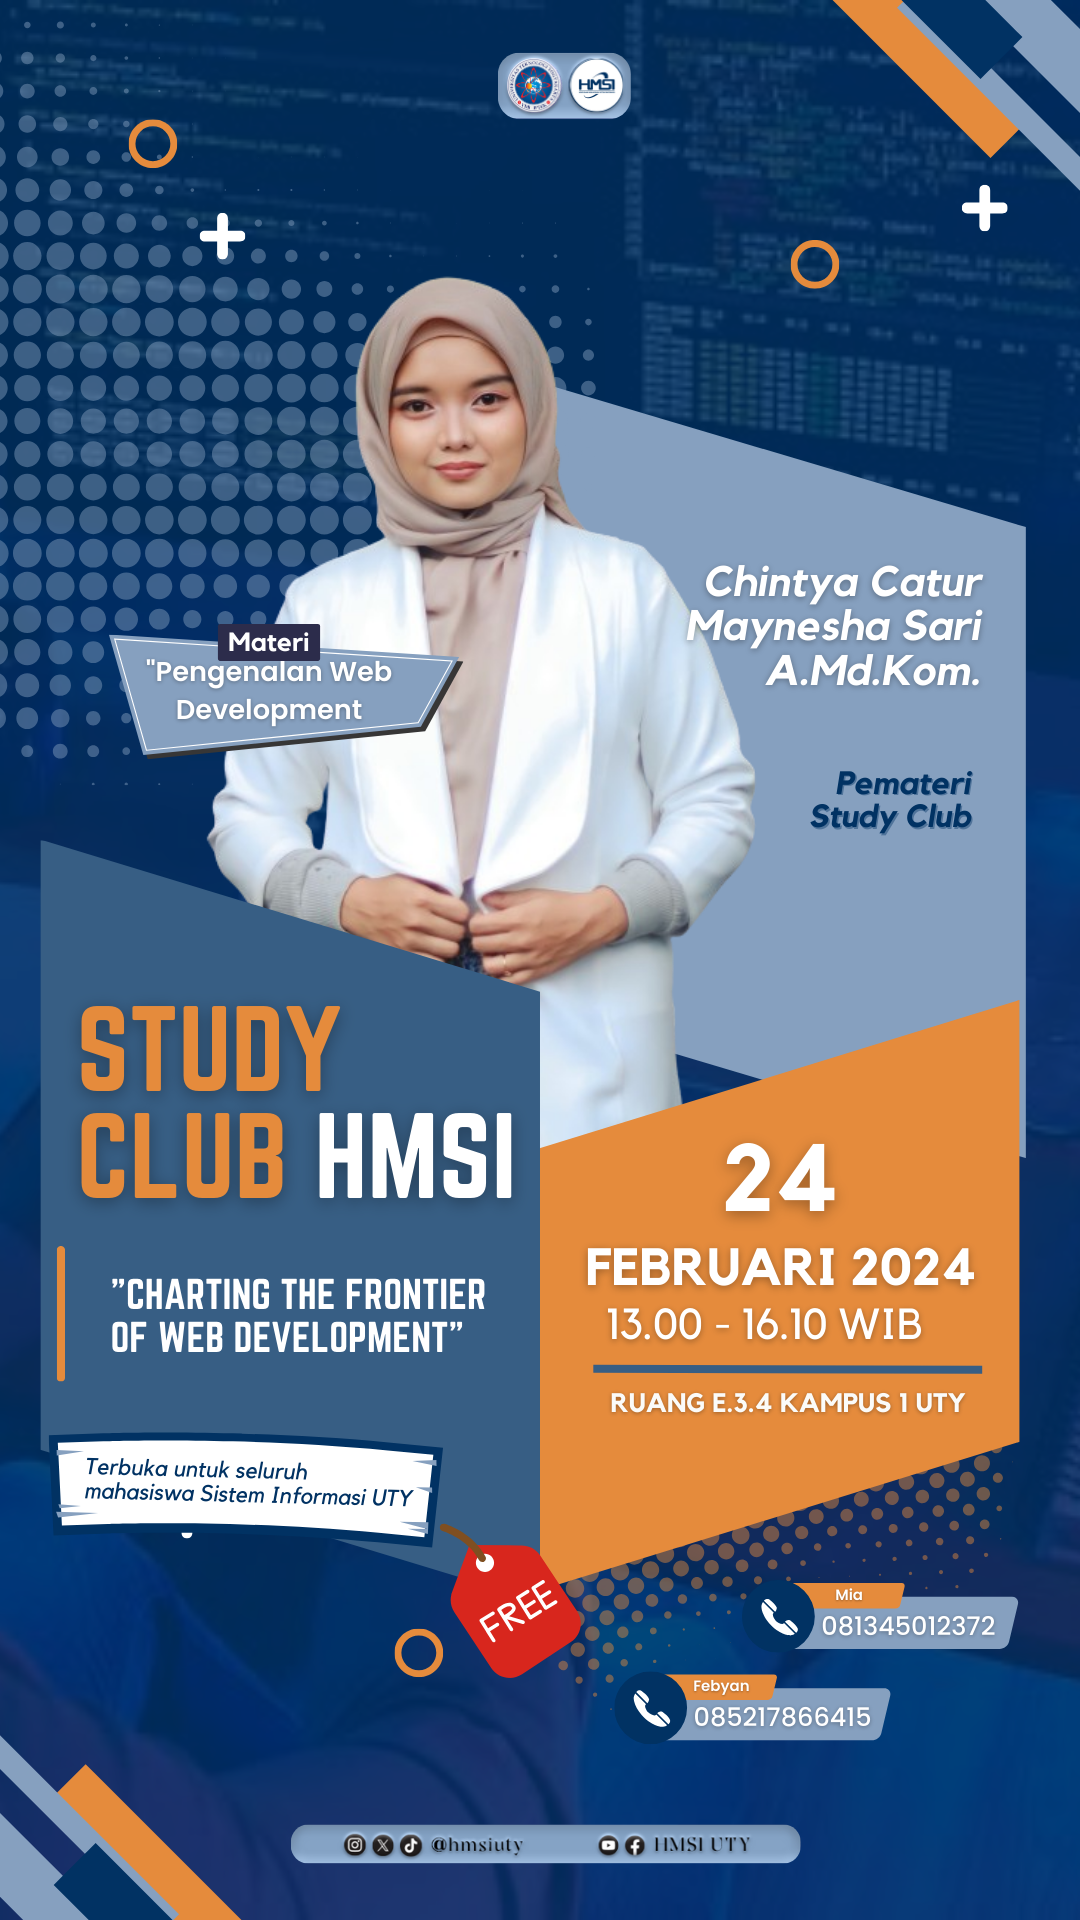 HMSI
Chintya Catur
Maynesha Sari
A.Md.Kom.
Materi
"Pengenalan Web
Development
Pemateri
Study Club
STUDY
CLUB HMSI
”CHARTING THE FRONTIER
OF WEB DEVELOPMENT”
24
FEBRUARI 2024
13.00 - 16.10 WIB
RUANG E.3.4 KAMPUS 1 UTY
Terbuka untuk seluruh
mahasiswa Sistem Informasi UTY
FREE
Mia
081345012372
Febyan
085217866415
@hmsiuty
HMSI UTY